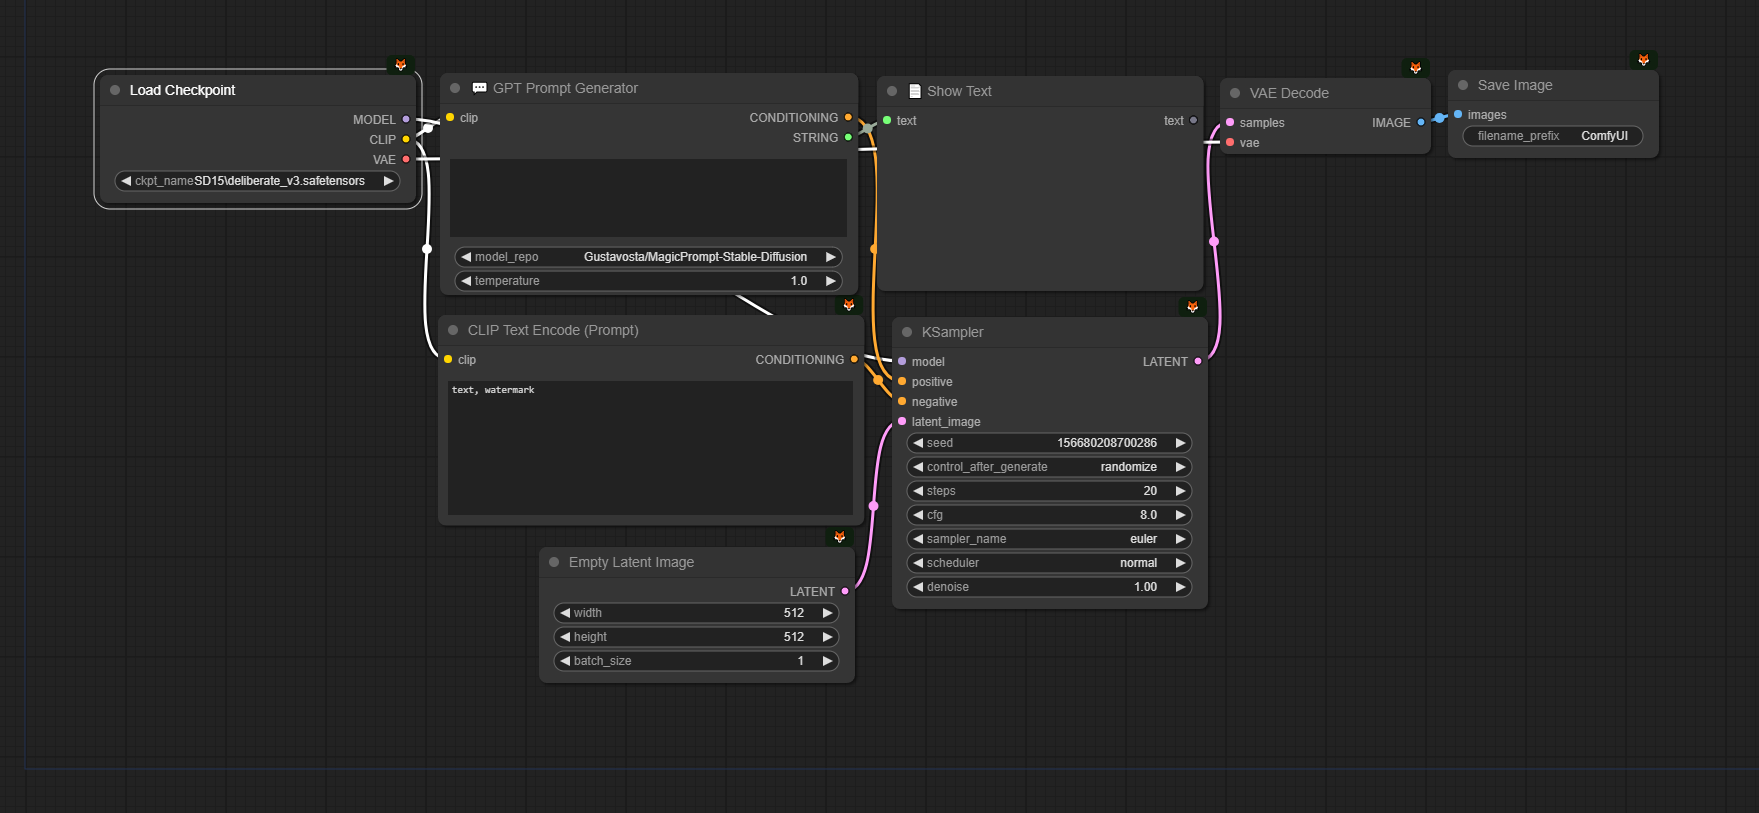 Load Checkpoint
MODEL
CLIP
VAE
ckpt_name SD15\deliberate_v3.safetensors
GPT Prompt Generator
clip
CONDITIONING
STRING
model_repo Gustavosta/MagicPrompt-Stable-Diffusion
temperature 1.0
Show Text
text text
VAE Decode
samples IMAGE
vae
Save Image
images
filename_prefix ComfyUI
CLIP Text Encode (Prompt)
clip CONDITIONING
text, watermark
KSampler
model LATENT
positive
negative
latent_image
seed 156680208700286
control_after_generate randomize
steps 20
cfg 8.0
sampler_name euler
scheduler normal
denoise 1.00
Empty Latent Image
LATENT
width 512
height 512
batch_size 1